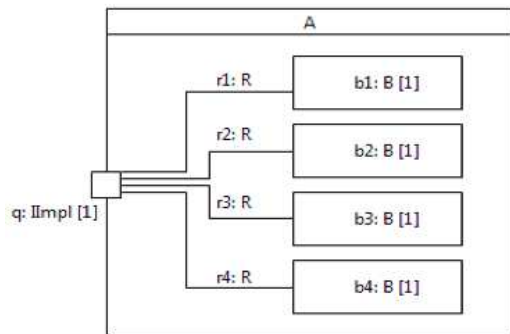 A
r1: R
b1: B [1]
r2: R
b2: B [1]
q: IImpl [1]
r3: R
b3: B [1]
r4: R
b4: B [1]